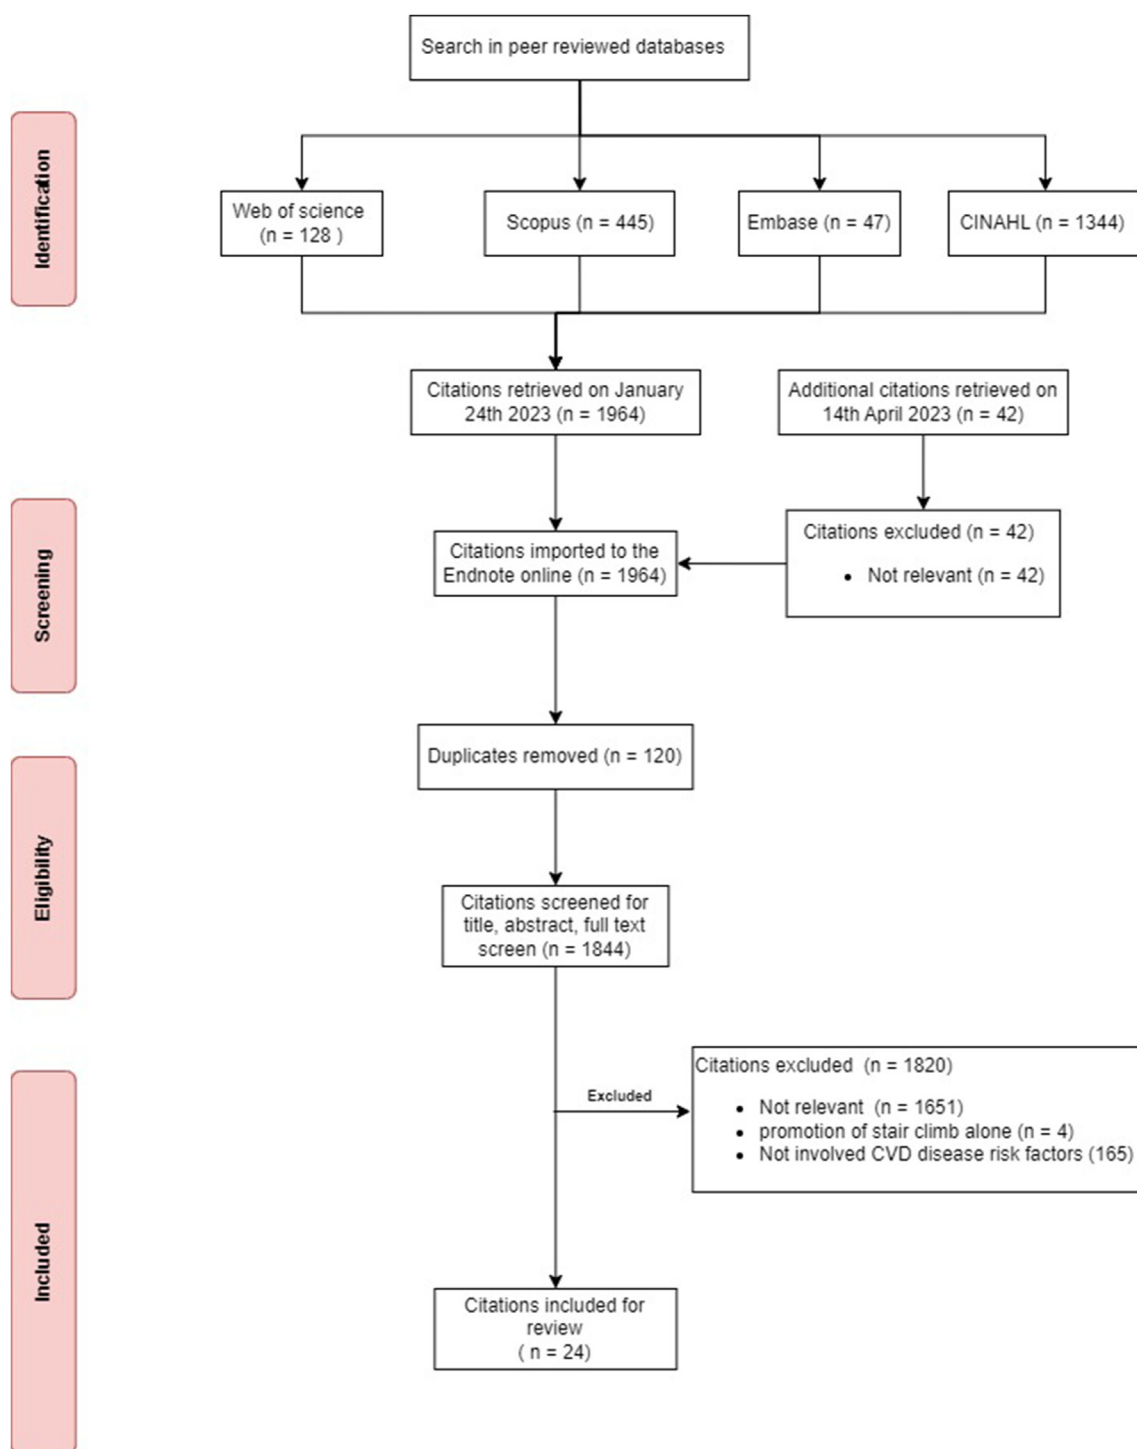 Search in peer reviewed databases
Identification
Web of science
(n = 128 )
Scopus (n = 445)
Embase (n = 47)
CINAHL (n = 1344)
Citations retrieved on January
24th 2023 (n = 1964)
Additional citations retrieved on
14th April 2023 (n = 42)
Screening
Citations imported to the
Endnote online (n = 1964)
Citations excluded (n = 42)
• Not relevant (n = 42)
Duplicates removed (n = 120)
Eligibility
Citations screened for
title, abstract, full text
screen (n = 1844)
Excluded
Citations excluded (n = 1820)
• Not relevant (n = 1651)
• promotion of stair climb alone (n = 4)
• Not involved CVD disease risk factors (165)
Included
Citations included for
review
( n = 24)